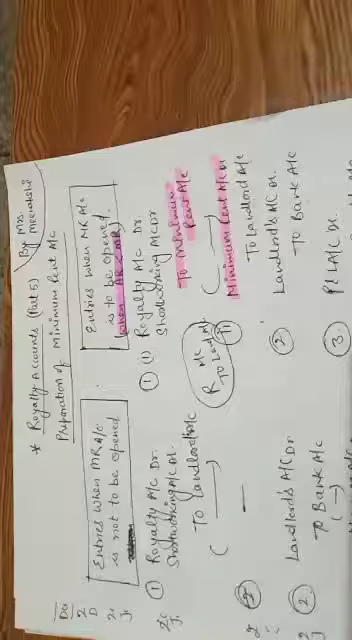 * Royalty Accounts (Part 5)
By Mrs. Meenakshi
Preparation of Minimum Rent A/c
Entries when MR A/c
is not to be opened
① Royalty A/c Dr.
Shortworking A/c Dr.
To Landlord's A/c
( — )
② Landlord's A/C Dr
To Bank A/c
( — )
Entries when MR A/c
is to be opened
(when AR < MR)
① (i) Royalty A/c Dr.
Shortworking A/C Dr
To Minimum
Rent A/c
( — )
(ii) Minimum Rent A/C Dr
To Landlord A/c
② Landlord's A/C Dr.
To Bank A/c
③ P&L A/C Dr.